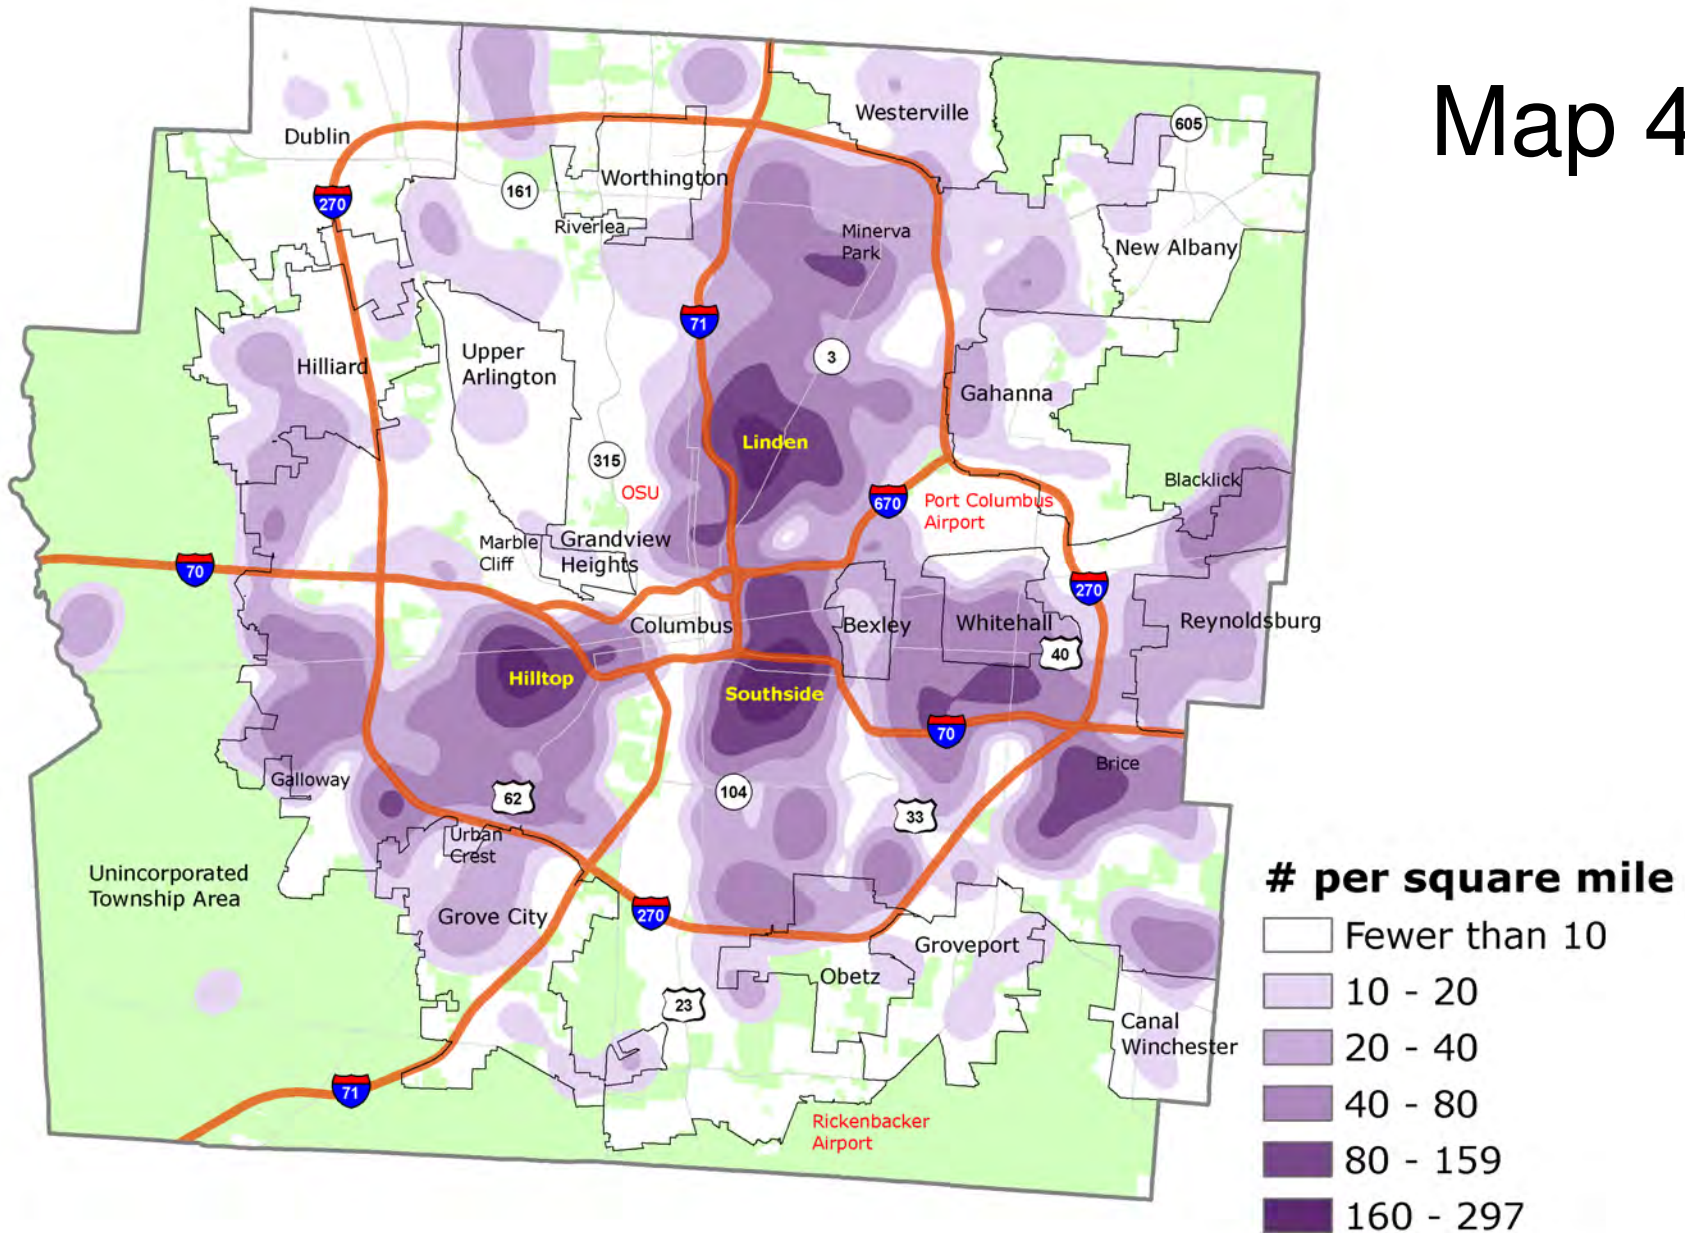 Map 4
Westerville
605
Dublin
161
Worthington
270
Riverlea
Minerva
Park
New Albany
71
3
Hilliard
Upper
Arlington
Gahanna
Linden
315
OSU
Blacklick
670
Port Columbus
Airport
Marble
Cliff
Grandview
Heights
70
270
Columbus
Bexley
Whitehall
Reynoldsburg
40
Hilltop
Southside
70
Brice
Galloway
62
104
33
Urban
Crest
Unincorporated
Township Area
Grove City
270
Groveport
Obetz
23
Canal
Winchester
71
Rickenbacker
Airport
# per square mile
Fewer than 10
10 - 20
20 - 40
40 - 80
80 - 159
160 - 297